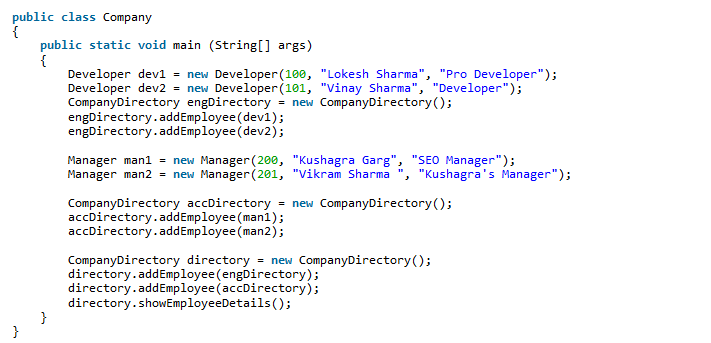 public class Company
{
    public static void main (String[] args)
    {
        Developer dev1 = new Developer(100, "Lokesh Sharma", "Pro Developer");
        Developer dev2 = new Developer(101, "Vinay Sharma", "Developer");
        CompanyDirectory engDirectory = new CompanyDirectory();
        engDirectory.addEmployee(dev1);
        engDirectory.addEmployee(dev2);

        Manager man1 = new Manager(200, "Kushagra Garg", "SEO Manager");
        Manager man2 = new Manager(201, "Vikram Sharma ", "Kushagra's Manager");

        CompanyDirectory accDirectory = new CompanyDirectory();
        accDirectory.addEmployee(man1);
        accDirectory.addEmployee(man2);

        CompanyDirectory directory = new CompanyDirectory();
        directory.addEmployee(engDirectory);
        directory.addEmployee(accDirectory);
        directory.showEmployeeDetails();
    }
}